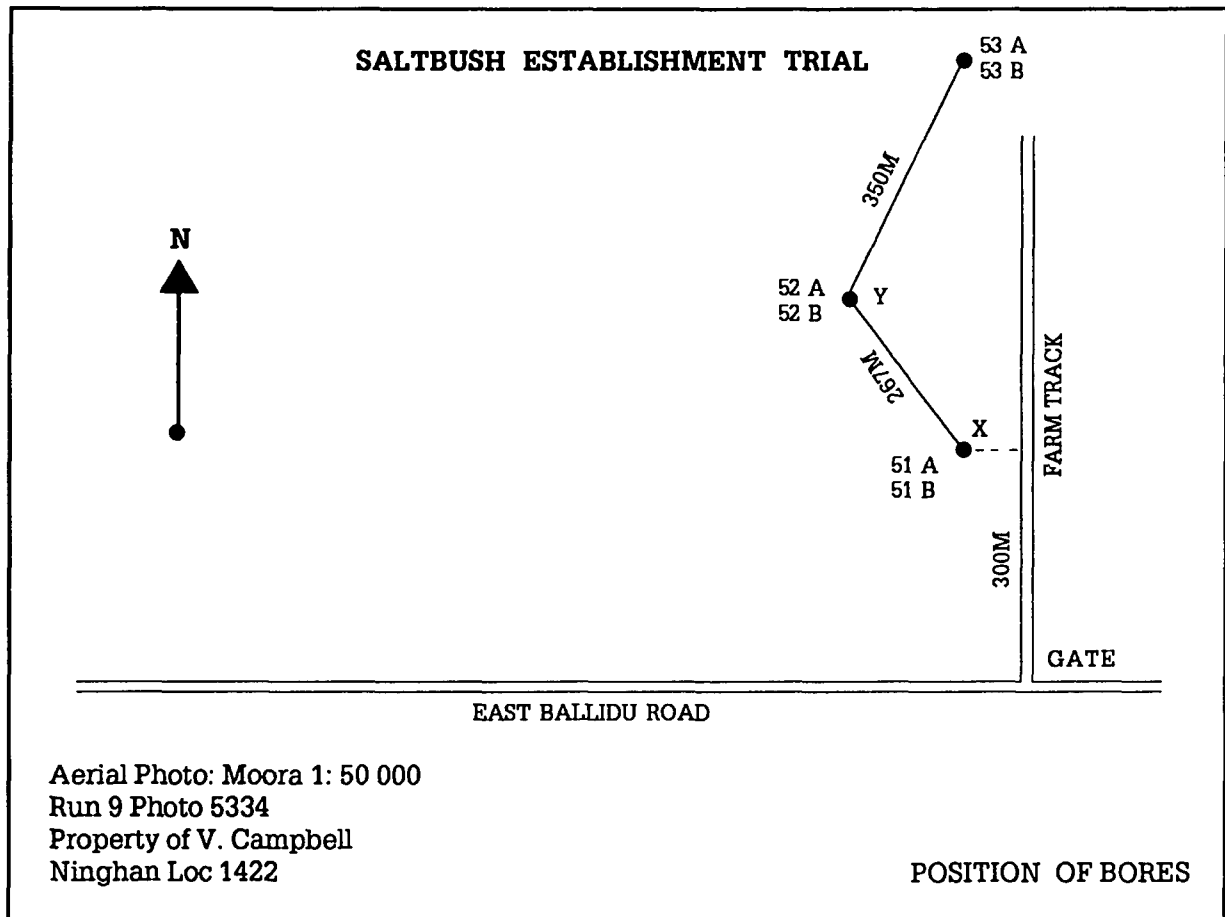 SALTBUSH ESTABLISHMENT TRIAL
53 A
53 B
350M
N
52 A
52 B
Y
267M
FARM TRACK
X
51 A
51 B
300M
GATE
EAST BALLIDU ROAD
Aerial Photo: Moora 1: 50 000
Run 9 Photo 5334
Property of V. Campbell
Ninghan Loc 1422
POSITION OF BORES